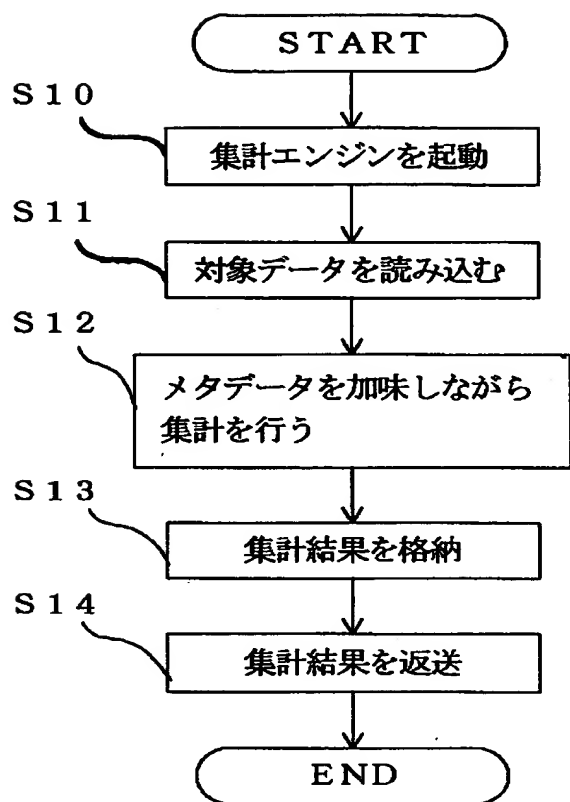 START
S10
集計エンジンを起動
S11
対象データを読み込む
S12
メタデータを加味しながら
集計を行う
S13
集計結果を格納
S14
集計結果を返送
END